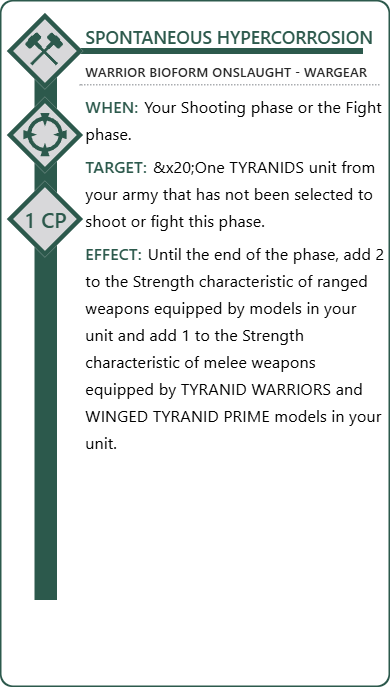 SPONTANEOUS HYPERCORROSION
WARRIOR BIOFORM ONSLAUGHT - WARGEAR
WHEN: Your Shooting phase or the Fight
phase.
TARGET: &x20;One TYRANIDS unit from
your army that has not been selected to
shoot or fight this phase.
1 CP
EFFECT: Until the end of the phase, add 2
to the Strength characteristic of ranged
weapons equipped by models in your
unit and add 1 to the Strength
characteristic of melee weapons
equipped by TYRANID WARRIORS and
WINGED TYRANID PRIME models in your
unit.